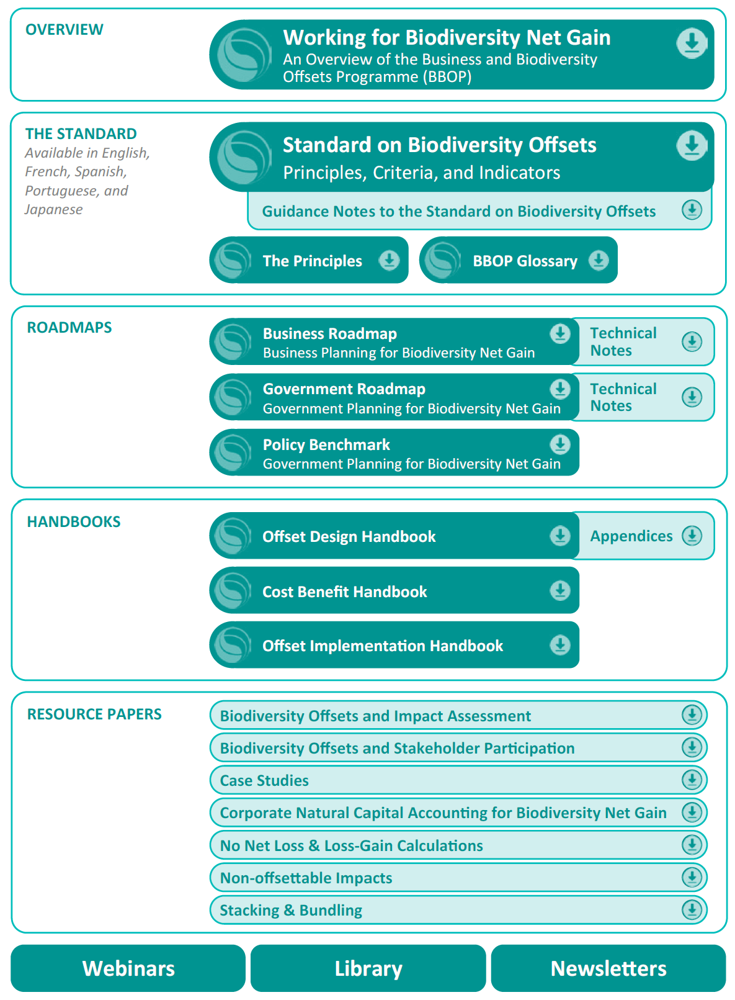 OVERVIEW
Working for Biodiversity Net Gain
An Overview of the Business and Biodiversity
Offsets Programme (BBOP)
THE STANDARD
Available in English,
French, Spanish,
Portuguese, and
Japanese
Standard on Biodiversity Offsets
Principles, Criteria, and Indicators
Guidance Notes to the Standard on Biodiversity Offsets
The Principles
BBOP Glossary
ROADMAPS
Business Roadmap
Business Planning for Biodiversity Net Gain
Technical
Notes
Government Roadmap
Government Planning for Biodiversity Net Gain
Technical
Notes
Policy Benchmark
Government Planning for Biodiversity Net Gain
HANDBOOKS
Offset Design Handbook
Appendices
Cost Benefit Handbook
Offset Implementation Handbook
RESOURCE PAPERS
Biodiversity Offsets and Impact Assessment
Biodiversity Offsets and Stakeholder Participation
Case Studies
Corporate Natural Capital Accounting for Biodiversity Net Gain
No Net Loss & Loss-Gain Calculations
Non-offsettable Impacts
Stacking & Bundling
Webinars
Library
Newsletters